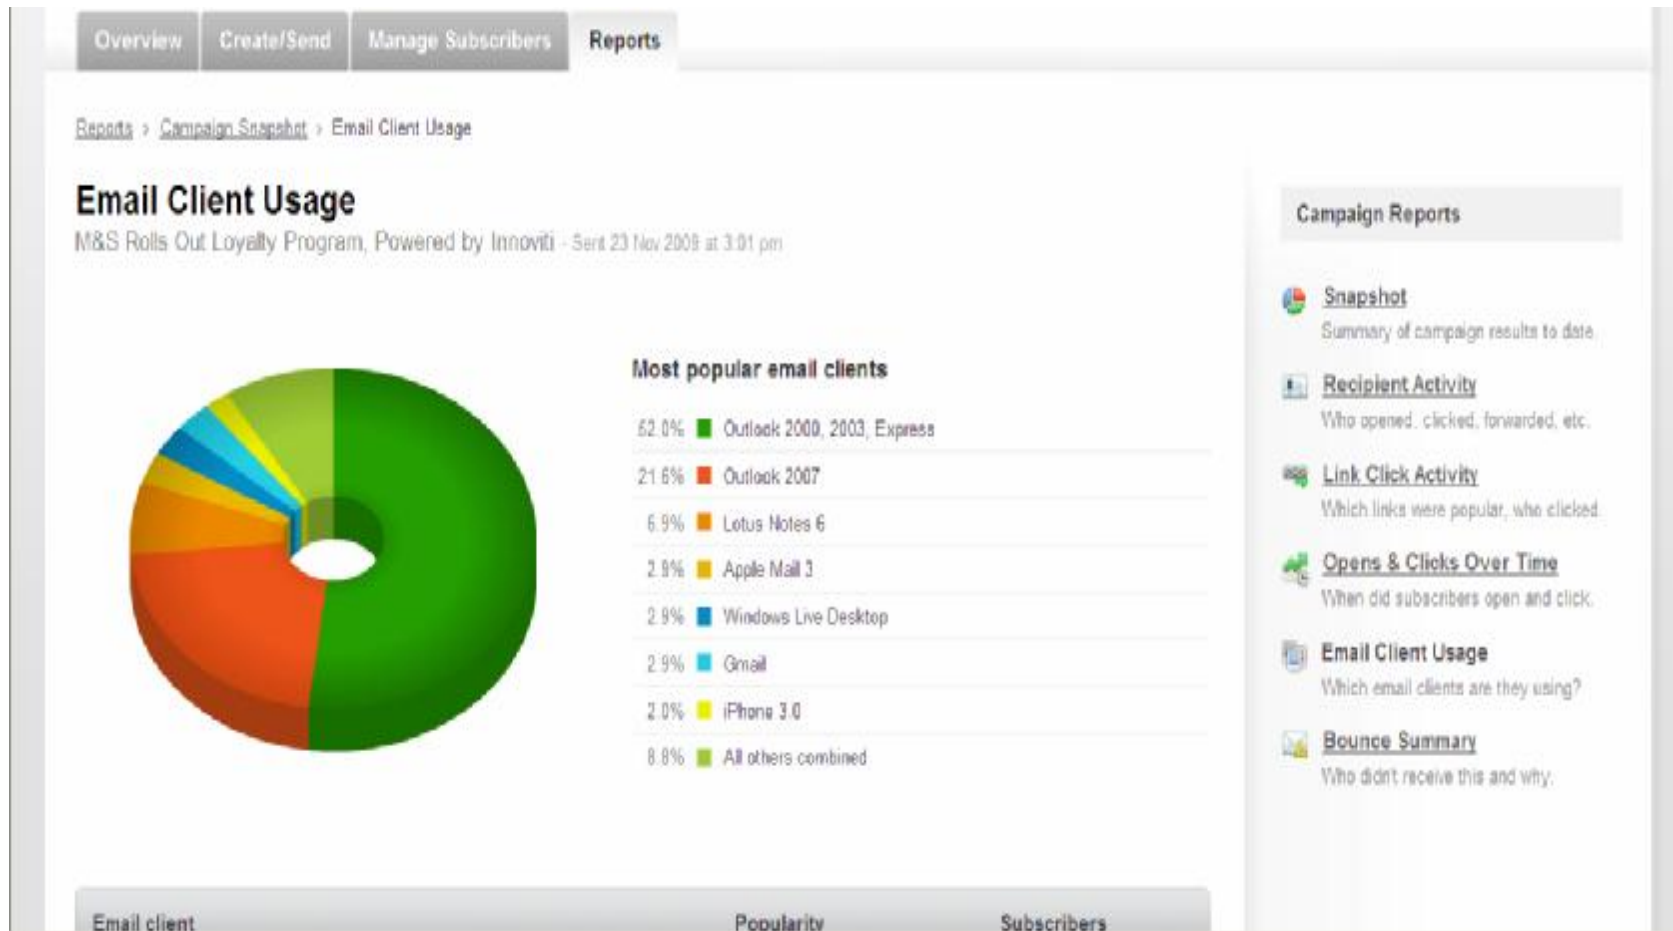 Overview Create/Send Manage Subscribers Reports
Reports > Campaign Snapshot > Email Client Usage
Email Client Usage
M&S Rolls Out Loyalty Program, Powered by Innoviti - Sent 23 Nov 2009 at 3:01 pm
Most popular email clients
52.0% Outlook 2000, 2003, Express
21.6% Outlook 2007
6.9% Lotus Notes 6
2.9% Apple Mail 3
2.9% Windows Live Desktop
2.9% Gmail
2.0% iPhone 3.0
8.8% All others combined
Email client Popularity Subscribers
Campaign Reports
Snapshot
Summary of campaign results to date.
Recipient Activity
Who opened, clicked, forwarded, etc.
Link Click Activity
Which links were popular, who clicked.
Opens & Clicks Over Time
When did subscribers open and click.
Email Client Usage
Which email clients are they using?
Bounce Summary
Who didn't receive this and why.